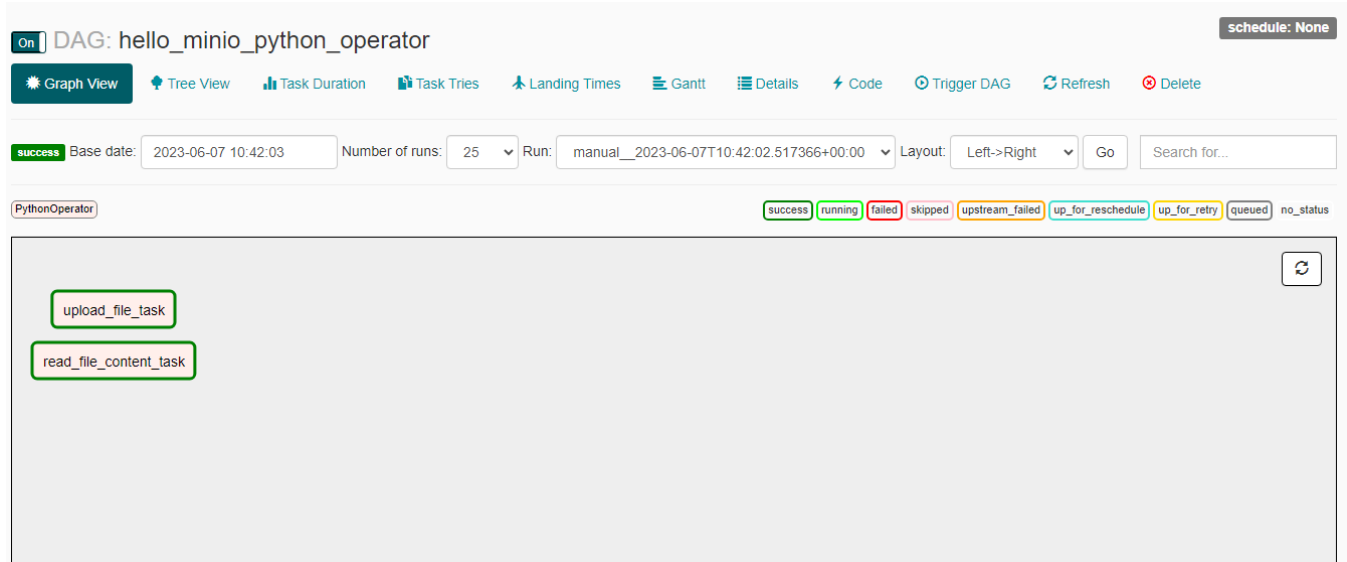 schedule: None
On DAG: hello_minio_python_operator
Graph View Tree View Task Duration Task Tries Landing Times Gantt Details Code Trigger DAG Refresh Delete
success Base date: 2023-06-07 10:42:03 Number of runs: 25 Run: manual__2023-06-07T10:42:02.517366+00:00 Layout: Left->Right Go Search for...
PythonOperator success running failed skipped upstream_failed up_for_reschedule up_for_retry queued no_status
upload_file_task
read_file_content_task